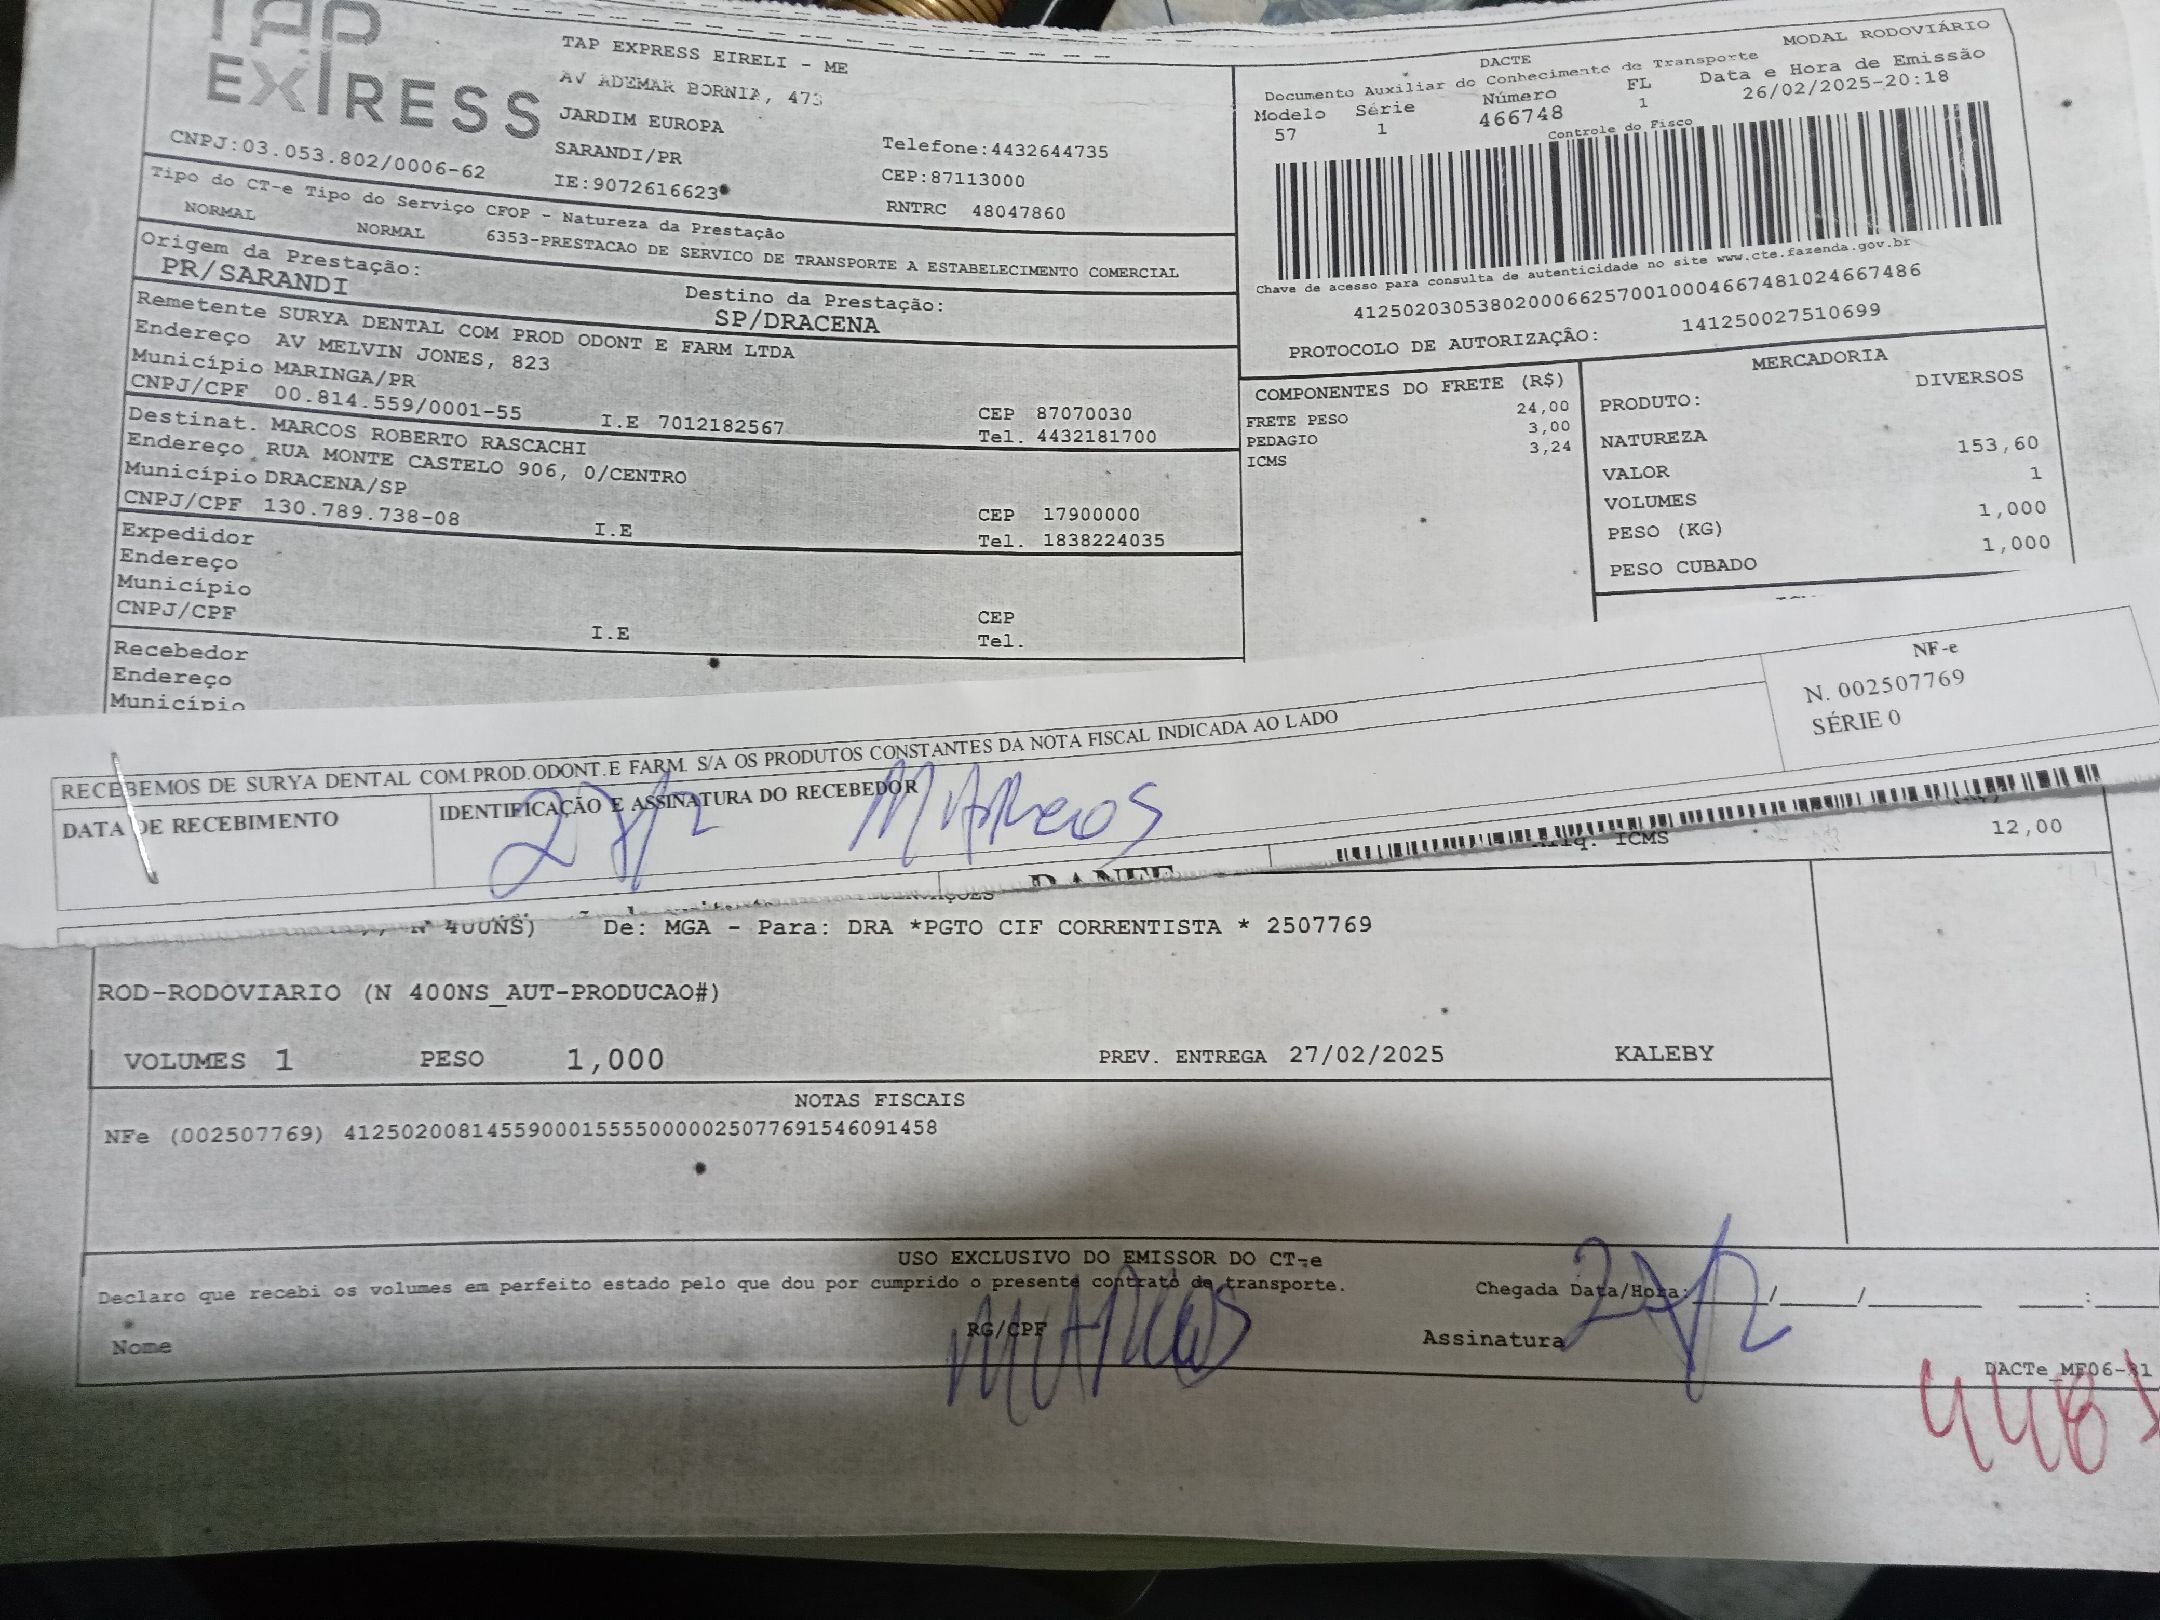 TAP
EXPRESS
TAP EXPRESS EIRELI - ME
AV ADEMAR BORNIA, 473
JARDIM EUROPA
SARANDI/PR
CNPJ:03.053.802/0006-62
IE:9072616623
Telefone:4432644735
CEP:87113000
RNTRC 48047860
DACTE
MODAL RODOVIÁRIO
Documento Auxiliar do Conhecimento de Transporte
Modelo Série Número FL Data e Hora de Emissão
57 1 466748 1 26/02/2025-20:18
Controle do Fisco
Chave de acesso para consulta de autenticidade no site www.cte.fazenda.gov.br
41250203053802000662570010004667481024667486
PROTOCOLO DE AUTORIZAÇÃO: 141250027510699
Tipo do CT-e Tipo do Serviço CFOP - Natureza da Prestação
NORMAL NORMAL 6353-PRESTACAO DE SERVICO DE TRANSPORTE A ESTABELECIMENTO COMERCIAL
Origem da Prestação: Destino da Prestação:
PR/SARANDI SP/DRACENA
Remetente SURYA DENTAL COM PROD ODONT E FARM LTDA
Endereço AV MELVIN JONES, 823
Município MARINGA/PR CEP 87070030
CNPJ/CPF 00.814.559/0001-55 I.E 7012182567 Tel. 4432181700
Destinat. MARCOS ROBERTO RASCACHI
Endereço RUA MONTE CASTELO 906, 0/CENTRO
Município DRACENA/SP CEP 17900000
CNPJ/CPF 130.789.738-08 I.E Tel. 1838224035
Expedidor
Endereço
Município CEP
CNPJ/CPF I.E Tel.
Recebedor
Endereço
Município
COMPONENTES DO FRETE (R$)
FRETE PESO 24,00
PEDAGIO 3,00
ICMS 3,24
MERCADORIA
PRODUTO: DIVERSOS
NATUREZA
VALOR 153,60
VOLUMES 1
PESO (KG) 1,000
PESO CUBADO 1,000
RECEBEMOS DE SURYA DENTAL COM.PROD.ODONT.E FARM. S/A OS PRODUTOS CONSTANTES DA NOTA FISCAL INDICADA AO LADO
NF-e
N. 002507769
SÉRIE 0
DATA DE RECEBIMENTO
IDENTIFICAÇÃO E ASSINATURA DO RECEBEDOR
27/2 MARCOS
DANFE
ICMS
12,00
N 400NS) De: MGA - Para: DRA *PGTO CIF CORRENTISTA * 2507769
ROD-RODOVIARIO (N 400NS_AUT-PRODUCAO#)
VOLUMES 1 PESO 1,000 PREV. ENTREGA 27/02/2025 KALEBY
NOTAS FISCAIS
NFe (002507769) 41250200814559000155550000025077691546091458
USO EXCLUSIVO DO EMISSOR DO CT-e
Declaro que recebi os volumes em perfeito estado pelo que dou por cumprido o presente contrato de transporte.
Chegada Data/Hora:____/____/____ ___:___
Nome RG/CPF Assinatura
MARCOS 27/2